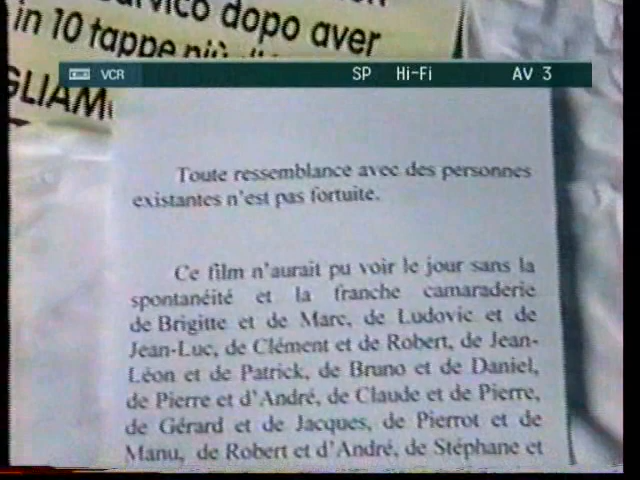 dopo aver
in 10 tappe più
GLIAM
VCR SP Hi-Fi AV 3
Toute ressemblance avec des personnes
existantes n'est pas fortuite.
Ce film n'aurait pu voir le jour sans la
spontanéité et la franche camaraderie
de Brigitte et de Marc, de Ludovic et de
Jean-Luc, de Clément et de Robert, de Jean-
Léon et de Patrick, de Bruno et de Daniel,
de Pierre et d'André, de Claude et de Pierre,
de Gérard et de Jacques, de Pierrot et de
Manu, de Robert et d'André, de Stéphane et